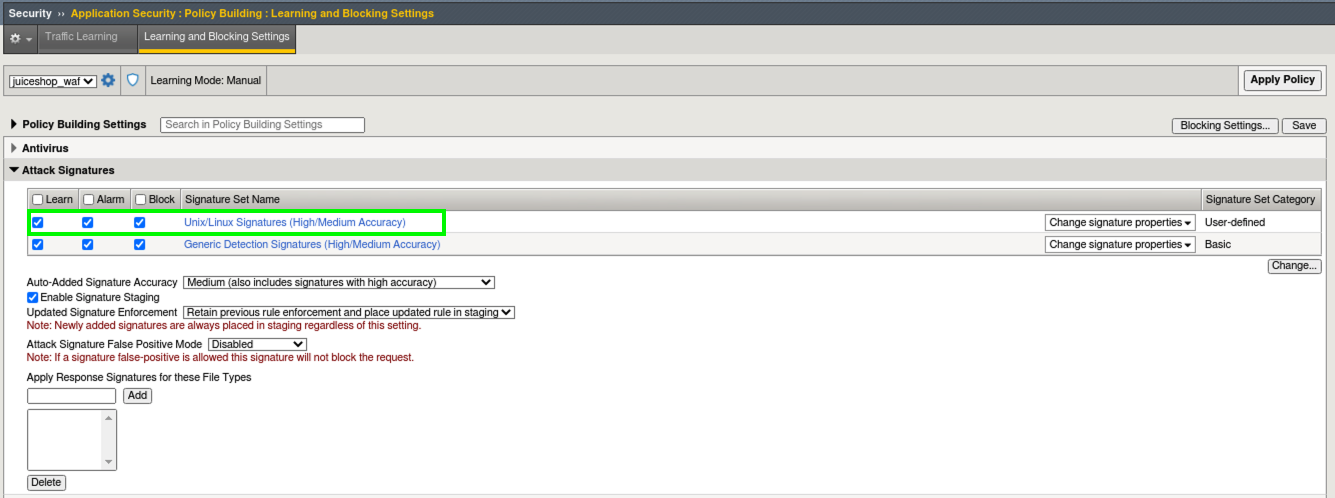 Security ›› Application Security : Policy Building : Learning and Blocking Settings
Traffic Learning Learning and Blocking Settings
juiceshop_waf Learning Mode: Manual Apply Policy
Policy Building Settings Search in Policy Building Settings Blocking Settings... Save
Antivirus
Attack Signatures
Learn Alarm Block Signature Set Name Signature Set Category
Unix/Linux Signatures (High/Medium Accuracy) Change signature properties User-defined
Generic Detection Signatures (High/Medium Accuracy) Change signature properties Basic
Change...
Auto-Added Signature Accuracy Medium (also includes signatures with high accuracy)
Enable Signature Staging
Updated Signature Enforcement Retain previous rule enforcement and place updated rule in staging
Note: Newly added signatures are always placed in staging regardless of this setting.
Attack Signature False Positive Mode Disabled
Note: If a signature false-positive is allowed this signature will not block the request.
Apply Response Signatures for these File Types
Add
Delete